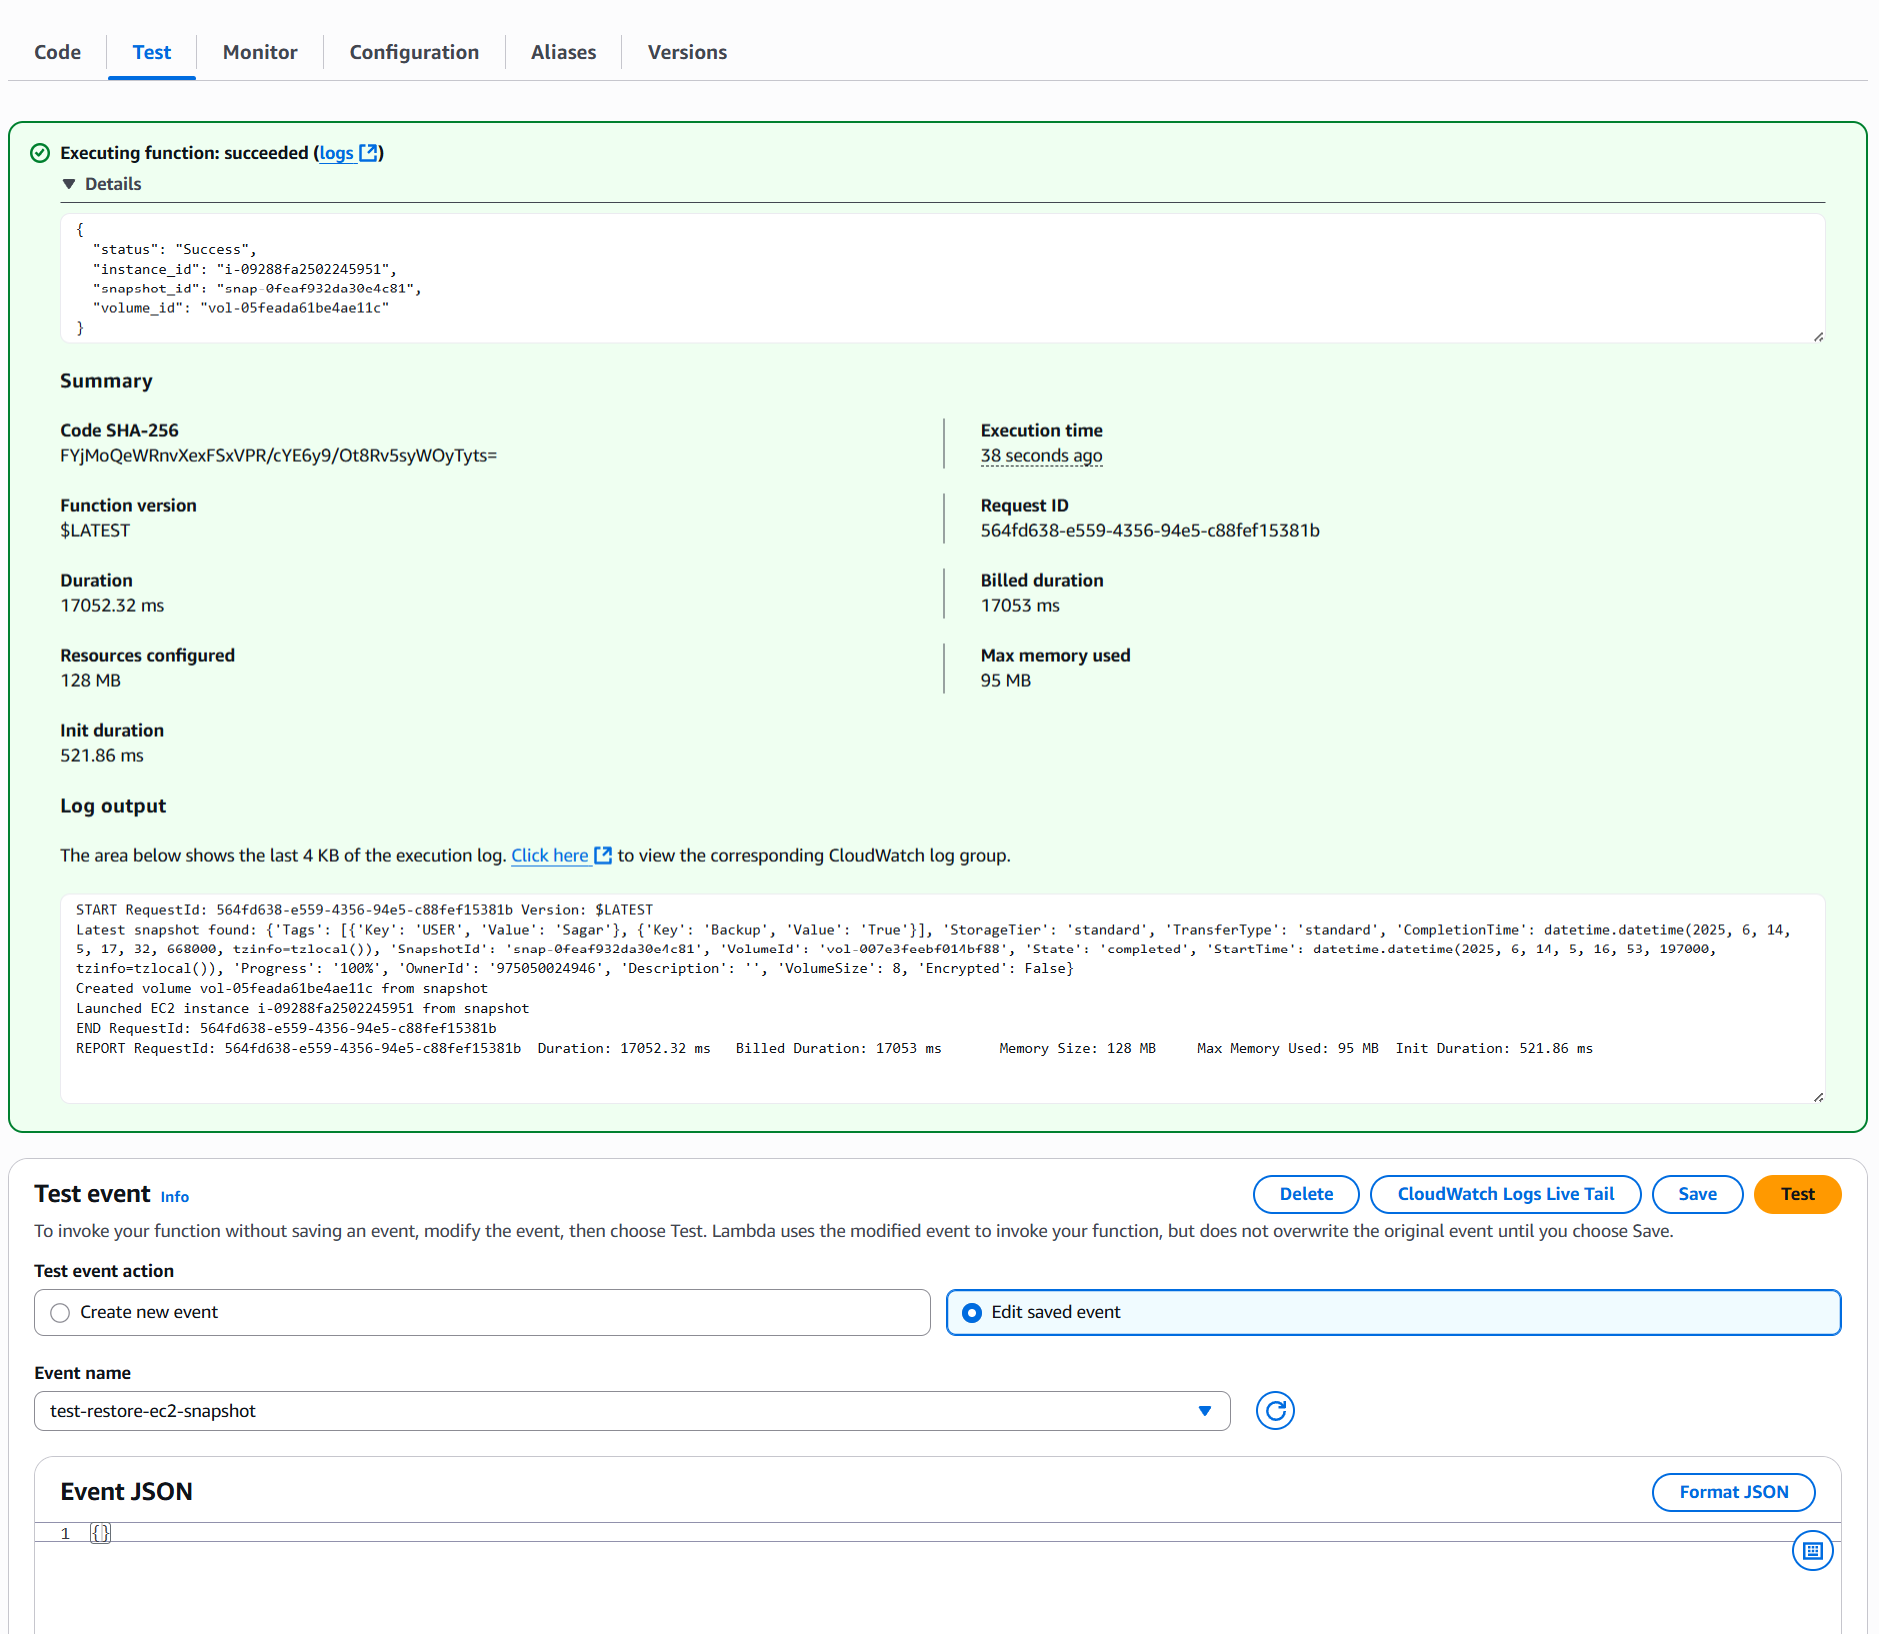 Code Test Monitor Configuration Aliases Versions
Executing function: succeeded (logs)
Details
{
"status": "Success",
"instance_id": "i-09288fa2502245951",
"snapshot_id": "snap-0feaf932da30e4c81",
"volume_id": "vol-05feada61be4ae11c"
}
Summary
Code SHA-256
FYjMoQeWRnvXexFSxVPR/cYE6y9/Ot8Rv5syWOyTyts=
Execution time
38 seconds ago
Function version
$LATEST
Request ID
564fd638-e559-4356-94e5-c88fef15381b
Duration
17052.32 ms
Billed duration
17053 ms
Resources configured
128 MB
Max memory used
95 MB
Init duration
521.86 ms
Log output
The area below shows the last 4 KB of the execution log. Click here to view the corresponding CloudWatch log group.
START RequestId: 564fd638-e559-4356-94e5-c88fef15381b Version: $LATEST
Latest snapshot found: {'Tags': [{'Key': 'USER', 'Value': 'Sagar'}, {'Key': 'Backup', 'Value': 'True'}], 'StorageTier': 'standard', 'TransferType': 'standard', 'CompletionTime': datetime.datetime(2025, 6, 14,
5, 17, 32, 668000, tzinfo=tzlocal()), 'SnapshotId': 'snap-0feaf932da30e4c81', 'VolumeId': 'vol-007e3feebf014bf88', 'State': 'completed', 'StartTime': datetime.datetime(2025, 6, 14, 5, 16, 53, 197000,
tzinfo=tzlocal()), 'Progress': '100%', 'OwnerId': '975050024946', 'Description': '', 'VolumeSize': 8, 'Encrypted': False}
Created volume vol-05feada61be4ae11c from snapshot
Launched EC2 instance i-09288fa2502245951 from snapshot
END RequestId: 564fd638-e559-4356-94e5-c88fef15381b
REPORT RequestId: 564fd638-e559-4356-94e5-c88fef15381b Duration: 17052.32 ms Billed Duration: 17053 ms Memory Size: 128 MB Max Memory Used: 95 MB Init Duration: 521.86 ms
Test event Info
Delete CloudWatch Logs Live Tail Save Test
To invoke your function without saving an event, modify the event, then choose Test. Lambda uses the modified event to invoke your function, but does not overwrite the original event until you choose Save.
Test event action
Create new event
Edit saved event
Event name
test-restore-ec2-snapshot
Event JSON
Format JSON
1 {}